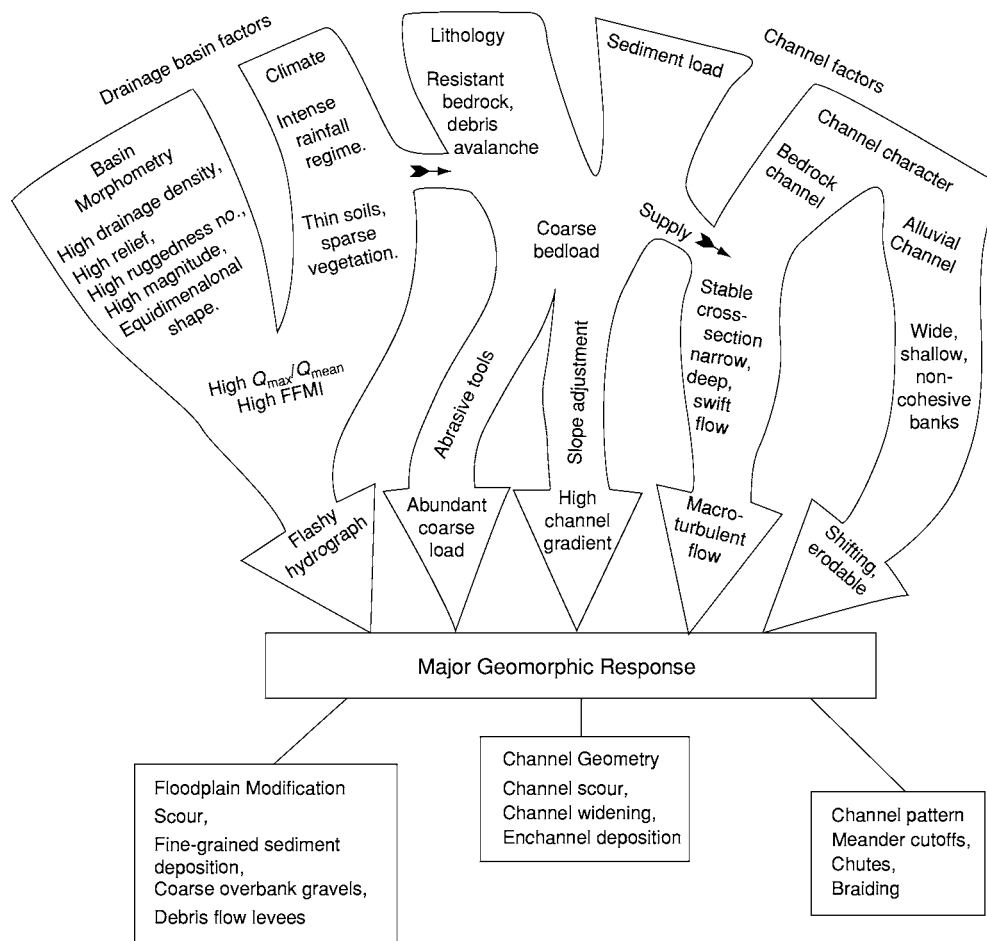 Drainage basin factors
Channel factors
Basin
Morphometry
High drainage density,
High relief,
High ruggedness no.,
High magnitude,
Equidimenalonal
shape.
Climate
Intense
rainfall
regime.
Thin soils,
sparse
vegetation.
High Qmax/Qmean
High FFMI
Lithology
Resistant
bedrock,
debris
avalanche
Sediment load
Coarse
bedload
Supply
Channel character
Bedrock
channel
Alluvial
Channel
Stable
cross-
section
narrow,
deep,
swift
flow
Wide,
shallow,
non-
cohesive
banks
Abrasive tools
Slope adjustment
Flashy
hydrograph
Abundant
coarse
load
High
channel
gradient
Macro-
turbulent
flow
Shifting,
erodable
Major Geomorphic Response
Floodplain Modification
Scour,
Fine-grained sediment
deposition,
Coarse overbank gravels,
Debris flow levees
Channel Geometry
Channel scour,
Channel widening,
Enchannel deposition
Channel pattern
Meander cutoffs,
Chutes,
Braiding